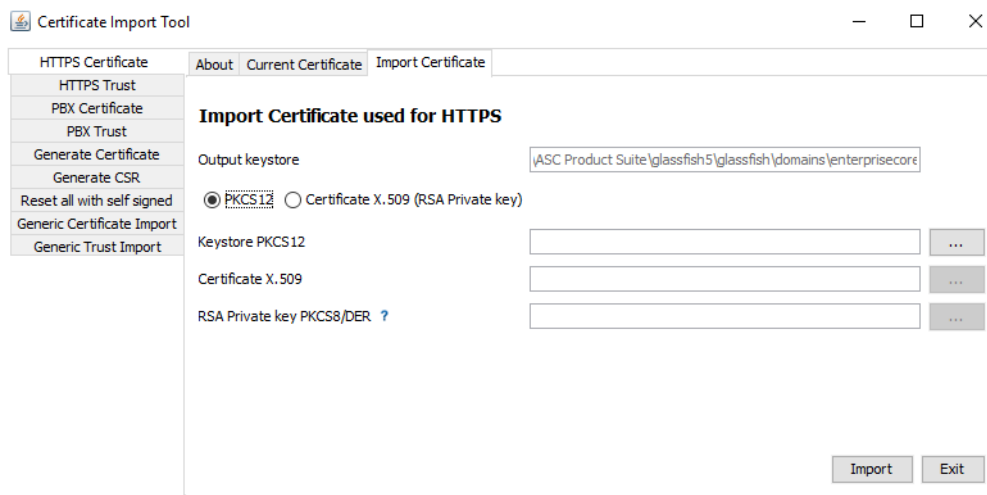 Certificate Import Tool
HTTPS Certificate
HTTPS Trust
PBX Certificate
PBX Trust
Generate Certificate
Generate CSR
Reset all with self signed
Generic Certificate Import
Generic Trust Import
About Current Certificate Import Certificate
Import Certificate used for HTTPS
Output keystore \ASC Product Suite\glassfish5\glassfish\domains\enterprisecore
PKCS12 Certificate X.509 (RSA Private key)
Keystore PKCS12 ...
Certificate X.509 ...
RSA Private key PKCS8/DER ? ...
Import Exit